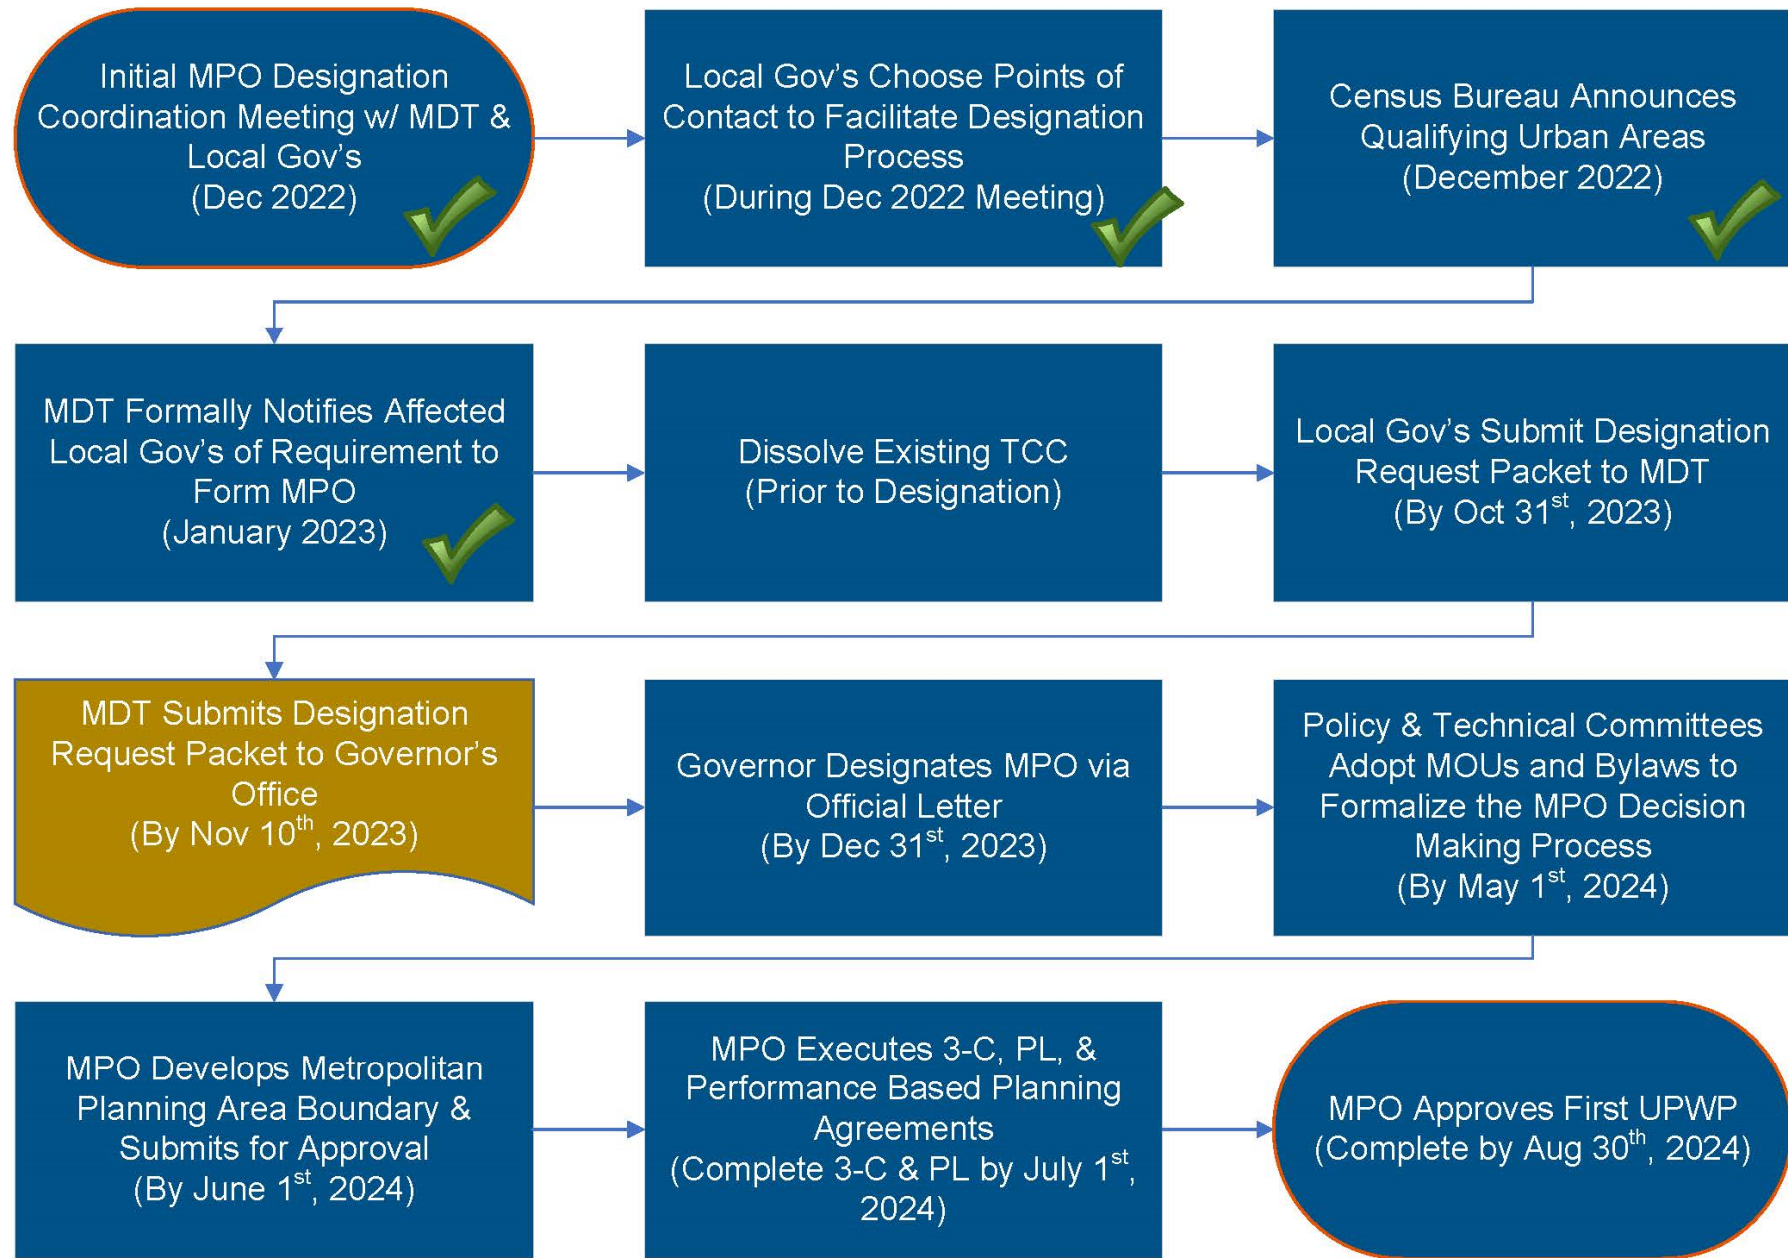 Initial MPO Designation
Coordination Meeting w/ MDT &
Local Gov's
(Dec 2022)
Local Gov's Choose Points of
Contact to Facilitate Designation
Process
(During Dec 2022 Meeting)
Census Bureau Announces
Qualifying Urban Areas
(December 2022)
MDT Formally Notifies Affected
Local Gov's of Requirement to
Form MPO
(January 2023)
Dissolve Existing TCC
(Prior to Designation)
Local Gov's Submit Designation
Request Packet to MDT
(By Oct 31st, 2023)
MDT Submits Designation
Request Packet to Governor's
Office
(By Nov 10th, 2023)
Governor Designates MPO via
Official Letter
(By Dec 31st, 2023)
Policy & Technical Committees
Adopt MOUs and Bylaws to
Formalize the MPO Decision
Making Process
(By May 1st, 2024)
MPO Develops Metropolitan
Planning Area Boundary &
Submits for Approval
(By June 1st, 2024)
MPO Executes 3-C, PL, &
Performance Based Planning
Agreements
(Complete 3-C & PL by July 1st,
2024)
MPO Approves First UPWP
(Complete by Aug 30th, 2024)